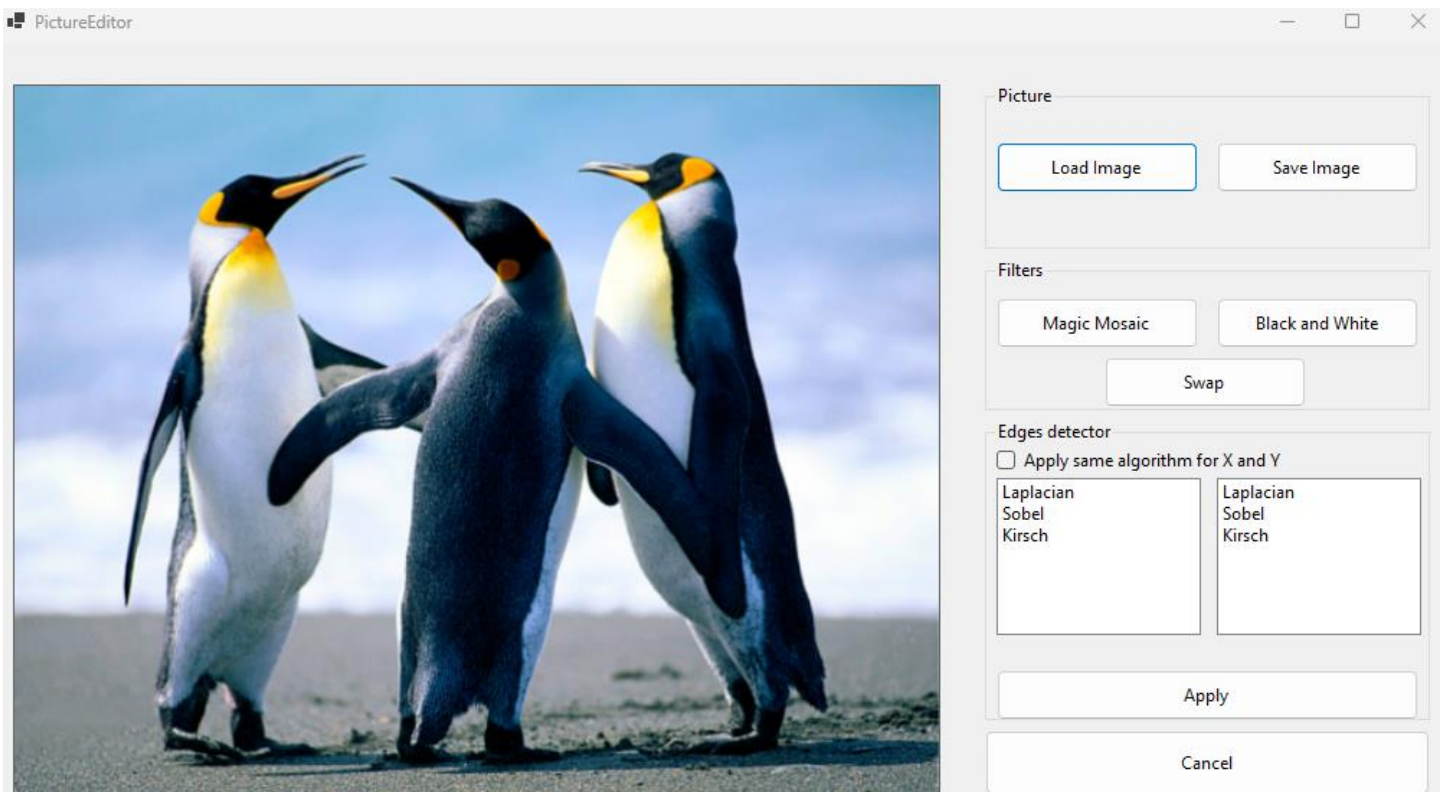 PictureEditor
Picture
Load Image
Save Image
Filters
Magic Mosaic
Black and White
Swap
Edges detector
Apply same algorithm for X and Y
Laplacian
Sobel
Kirsch
Laplacian
Sobel
Kirsch
Apply
Cancel